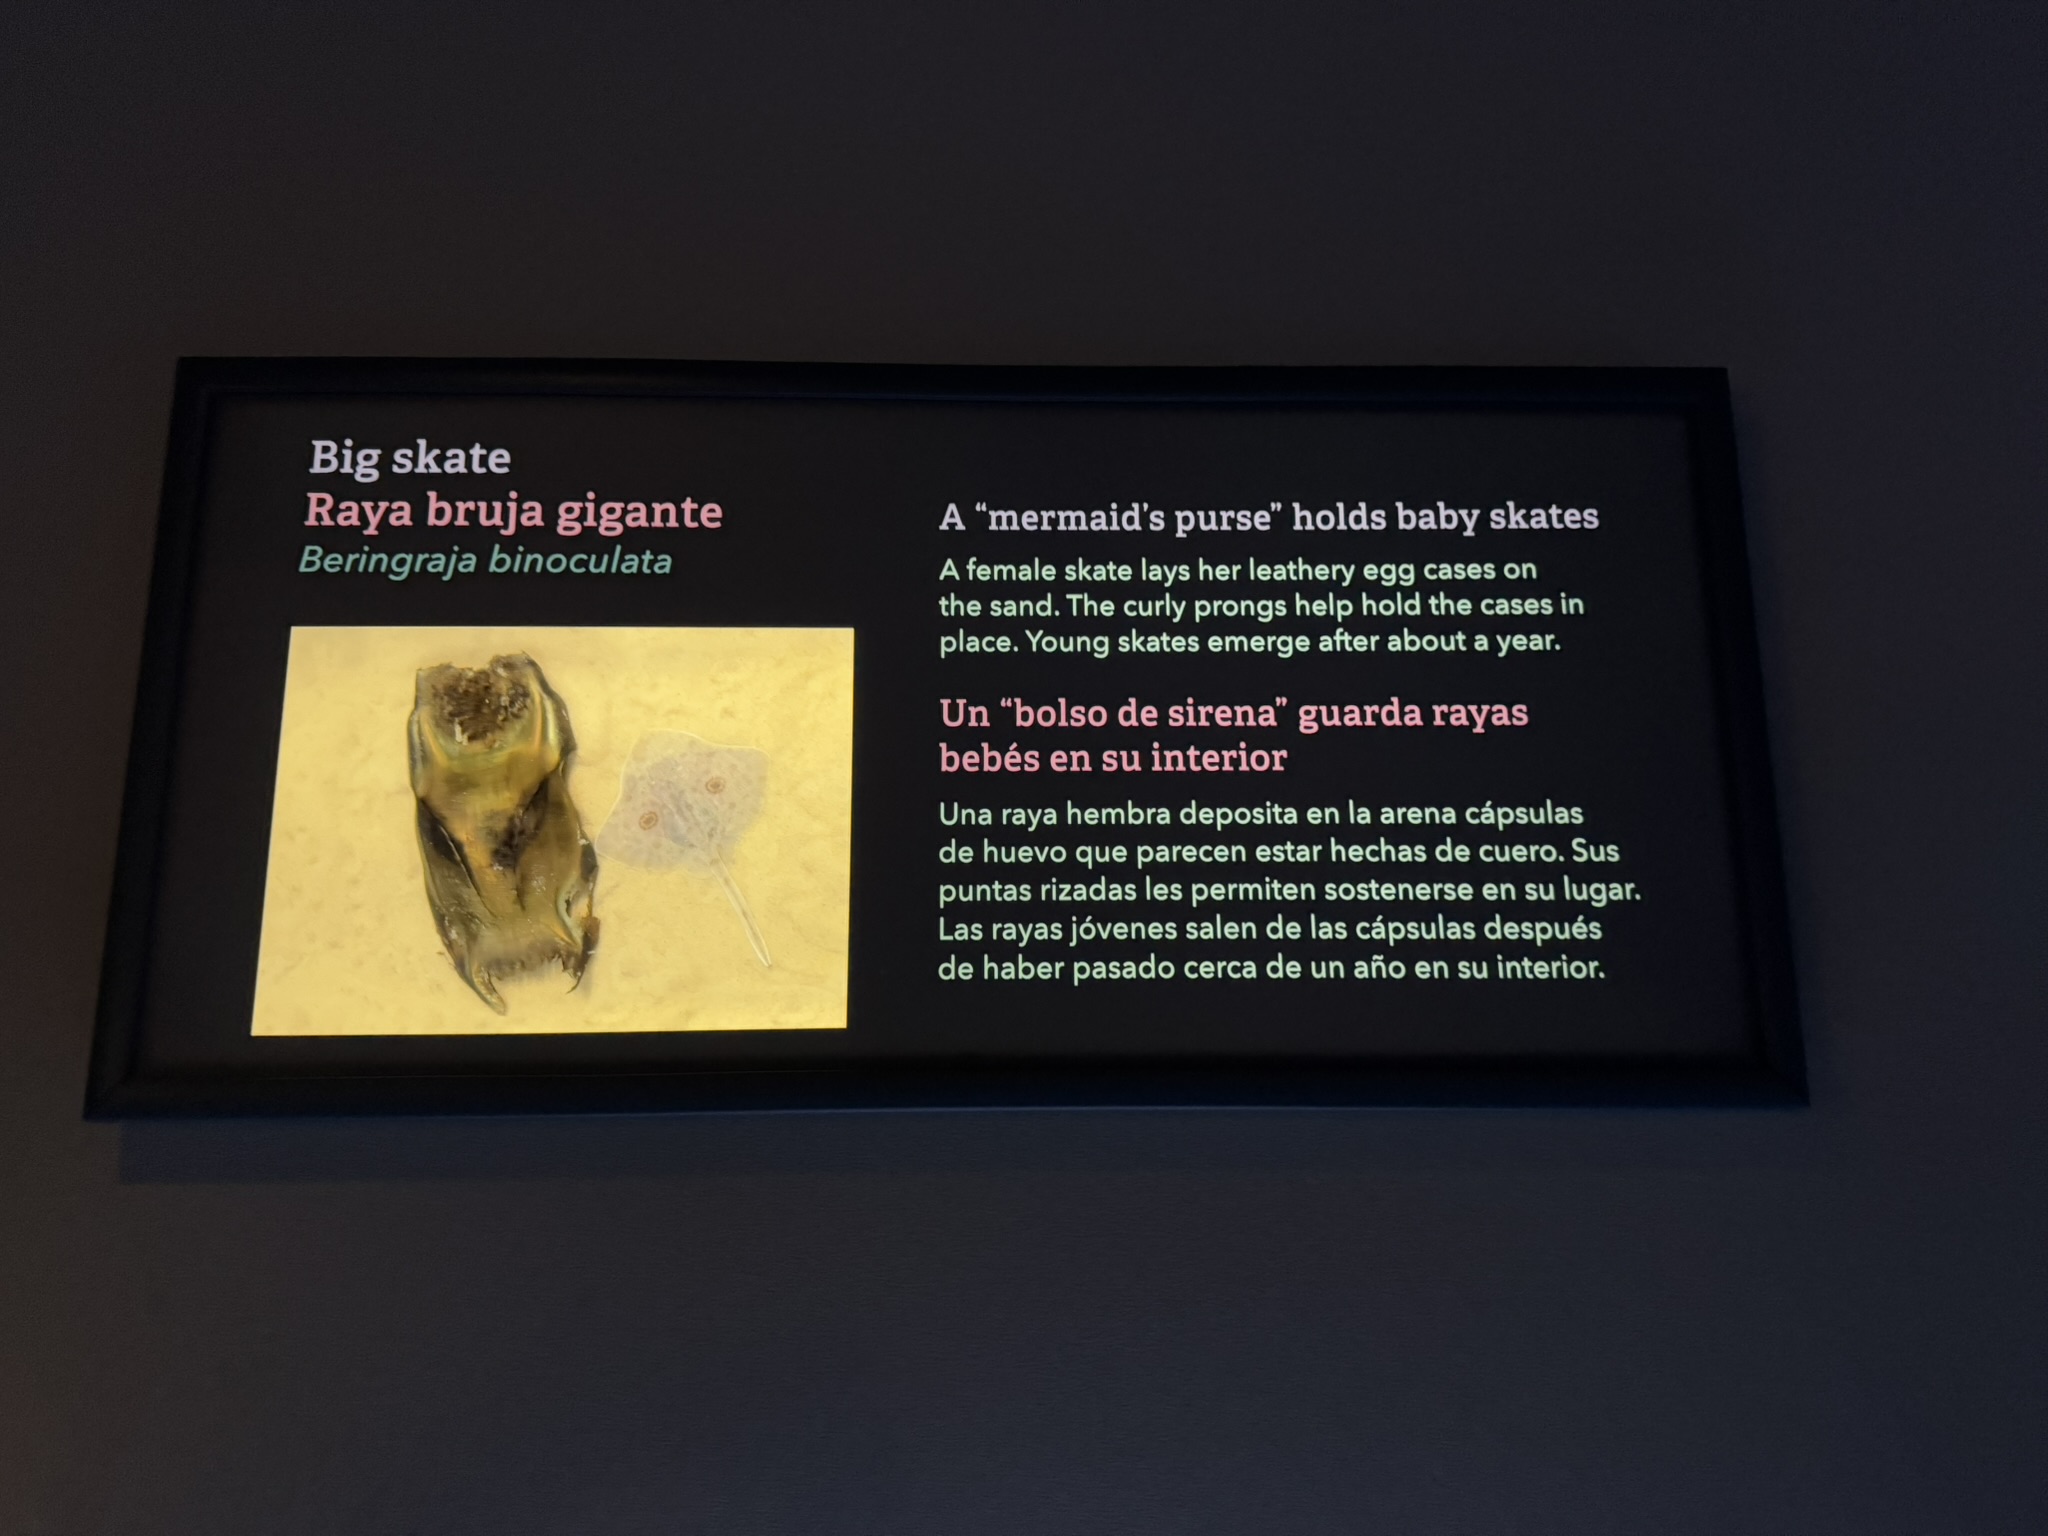 Big skate
Raya bruja gigante
Beringraja binoculata
A “mermaid’s purse” holds baby skates
A female skate lays her leathery egg cases on
the sand. The curly prongs help hold the cases in
place. Young skates emerge after about a year.
Un “bolso de sirena” guarda rayas
bebés en su interior
Una raya hembra deposita en la arena cápsulas
de huevo que parecen estar hechas de cuero. Sus
puntas rizadas les permiten sostenerse en su lugar.
Las rayas jóvenes salen de las cápsulas después
de haber pasado cerca de un año en su interior.